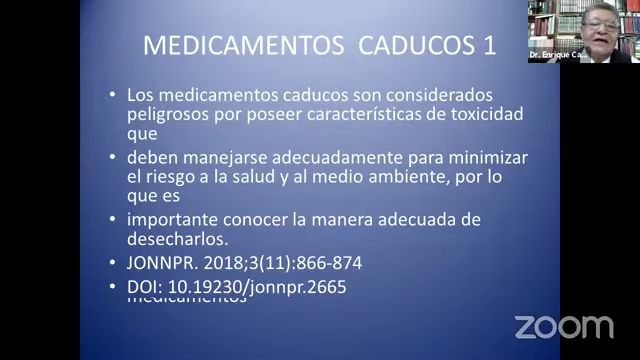 Dr. Enrique Ca...
MEDICAMENTOS CADUCOS 1
• Los medicamentos caducos son considerados
peligrosos por poseer características de toxicidad
que
• deben manejarse adecuadamente para minimizar
el riesgo a la salud y al medio ambiente, por lo
que es
• importante conocer la manera adecuada de
desecharlos.
• JONNPR. 2018;3(11):866-874
• DOI: 10.19230/jonnpr.2665
medicamentos
zoom